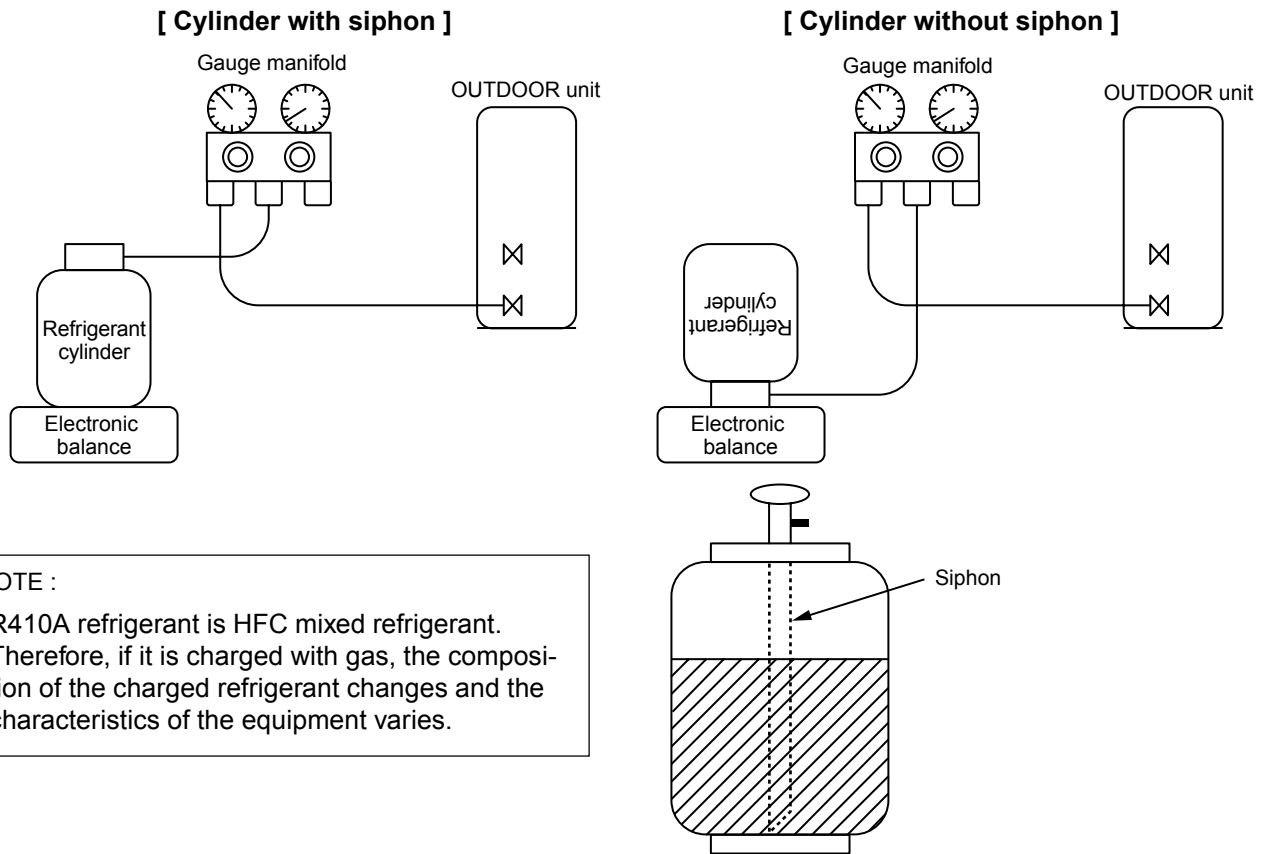 [ Cylinder with siphon ]
Gauge manifold
OUTDOOR unit
Refrigerant
cylinder
Electronic
balance
[ Cylinder without siphon ]
Gauge manifold
OUTDOOR unit
Refrigerant
cylinder
Electronic
balance
Siphon
OTE :
R410A refrigerant is HFC mixed refrigerant.
Therefore, if it is charged with gas, the composi-
ion of the charged refrigerant changes and the
characteristics of the equipment varies.